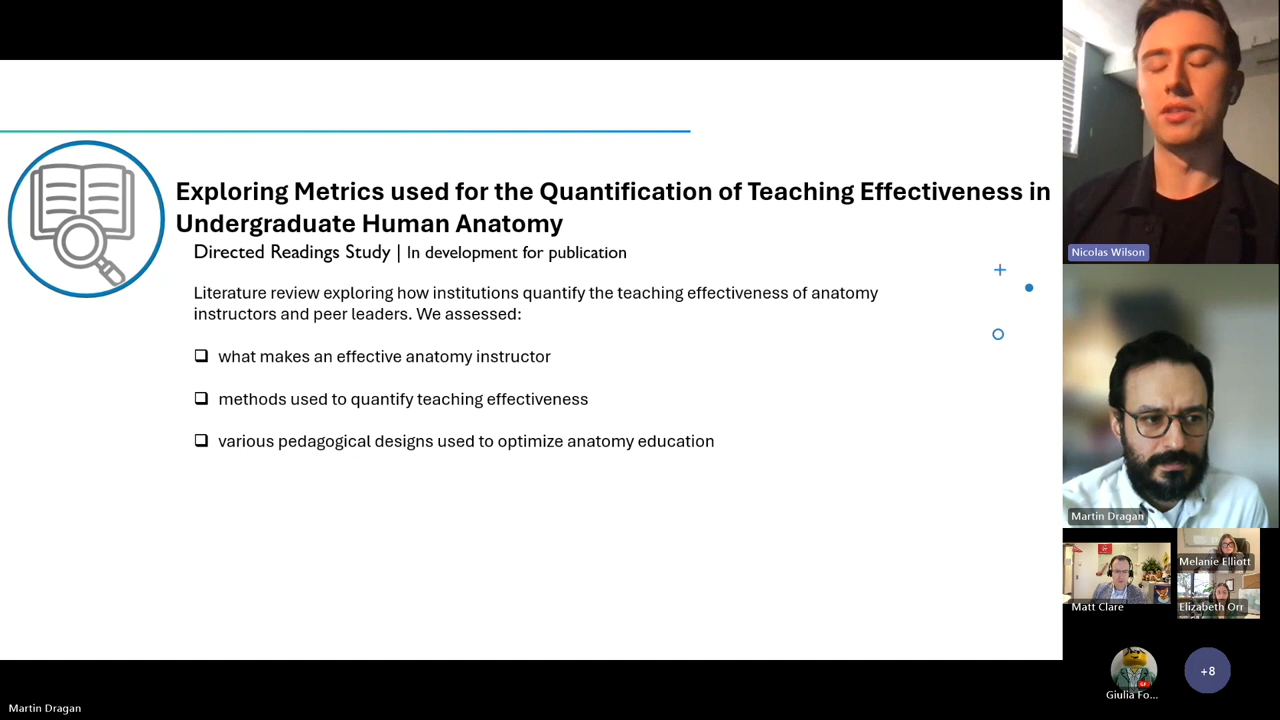 Exploring Metrics used for the Quantification of Teaching Effectiveness in
Undergraduate Human Anatomy
Directed Readings Study | In development for publication
Literature review exploring how institutions quantify the teaching effectiveness of anatomy
instructors and peer leaders. We assessed:
what makes an effective anatomy instructor
methods used to quantify teaching effectiveness
various pedagogical designs used to optimize anatomy education
Nicolas Wilson
Martin Dragan
Matt Clare
Melanie Elliott
Elizabeth Orr
Giulia Fo...
+8
Martin Dragan